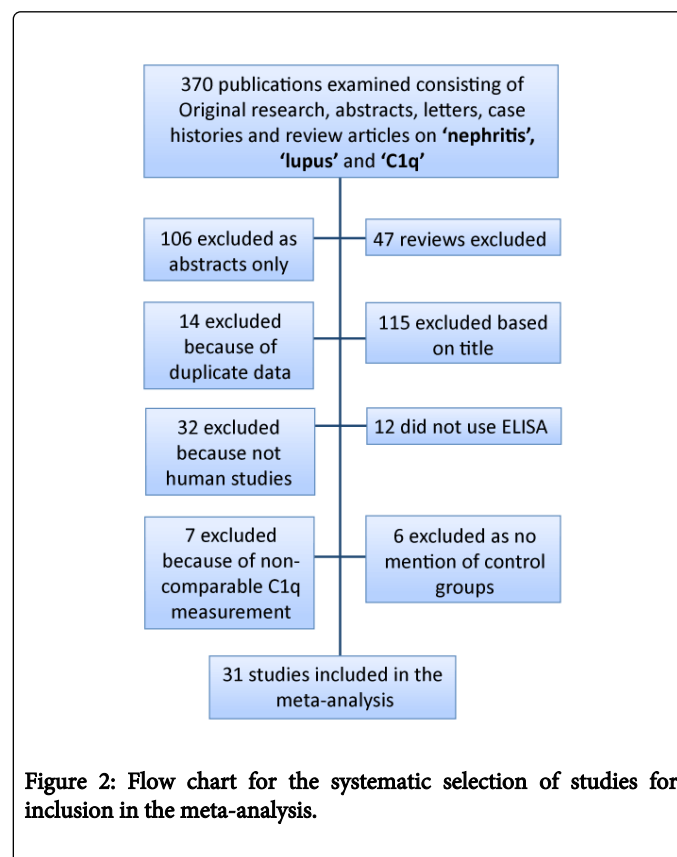 370 publications examined consisting of
Original research, abstracts, letters, case
histories and review articles on ‘nephritis’,
‘lupus’ and ‘C1q’
106 excluded as
abstracts only
47 reviews excluded
14 excluded
because of
duplicate data
115 excluded based
on title
32 excluded
because not
human studies
12 did not use ELISA
7 excluded
because of non-
comparable C1q
measurement
6 excluded as no
mention of control
groups
31 studies included in the
meta-analysis
Figure 2: Flow chart for the systematic selection of studies for
inclusion in the meta-analysis.